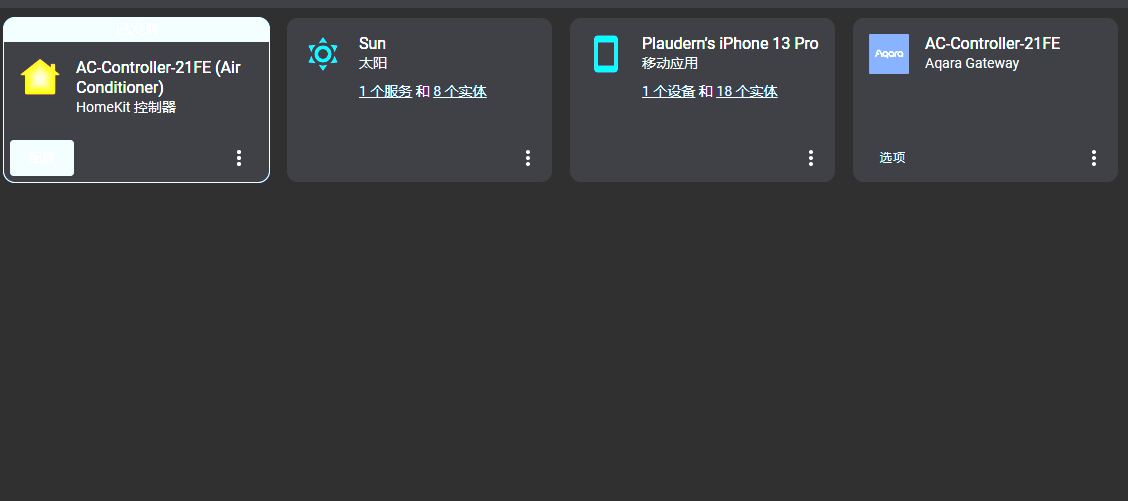 AC-Controller-21FE (Air
Conditioner)
HomeKit 控制器
Sun
太阳
1 个服务 和 8 个实体
Plaudern's iPhone 13 Pro
移动应用
1 个设备 和 18 个实体
Aqara
AC-Controller-21FE
Aqara Gateway
选项